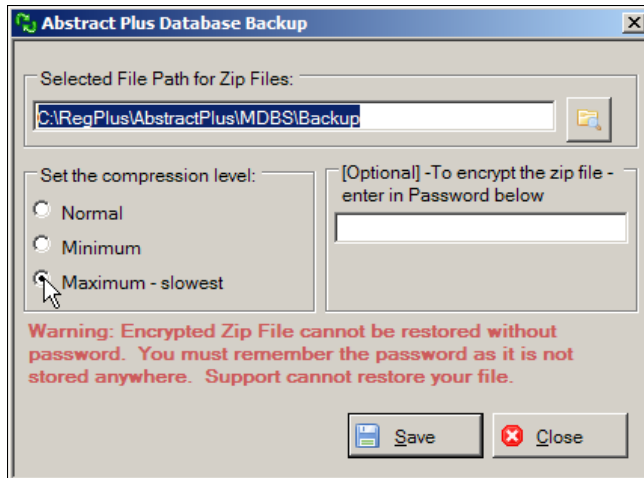 Abstract Plus Database Backup
Selected File Path for Zip Files:
C:\RegPlus\AbstractPlus\MDBS\Backup
Set the compression level:
Normal
Minimum
Maximum - slowest
[Optional] -To encrypt the zip file -
enter in Password below
Warning: Encrypted Zip File cannot be restored without
password. You must remember the password as it is not
stored anywhere. Support cannot restore your file.
Save
Close